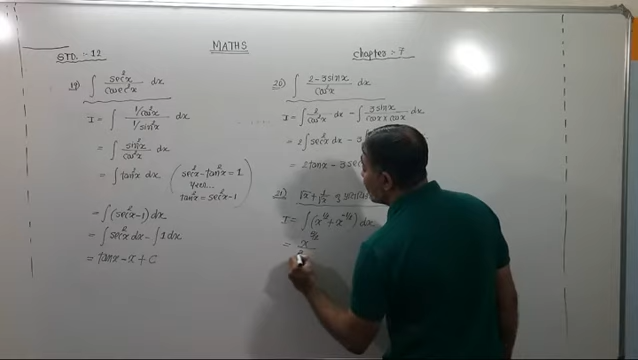 MATHS
STD. :- 12
chapter :- 7
19) ∫ sec²x / cosec²x dx
I = ∫ 1/cos²x / 1/sin²x dx
= ∫ sin²x / cos²x dx
= ∫ tan²x dx
sec²x - tan²x = 1
tan²x = sec²x - 1
= ∫ (sec²x - 1) dx
= ∫ sec²x dx - ∫ 1 dx
= tanx - x + C
20) ∫ 2 - 3sinx / cos²x dx
I = ∫ 2 / cos²x dx - ∫ 3sinx / cosx x cosx dx
= 2 ∫ sec²x dx - 3
= 2tanx - 3sec
21) √x + 1/√x
I = ∫ (x^1/2 + x^-1/2) dx